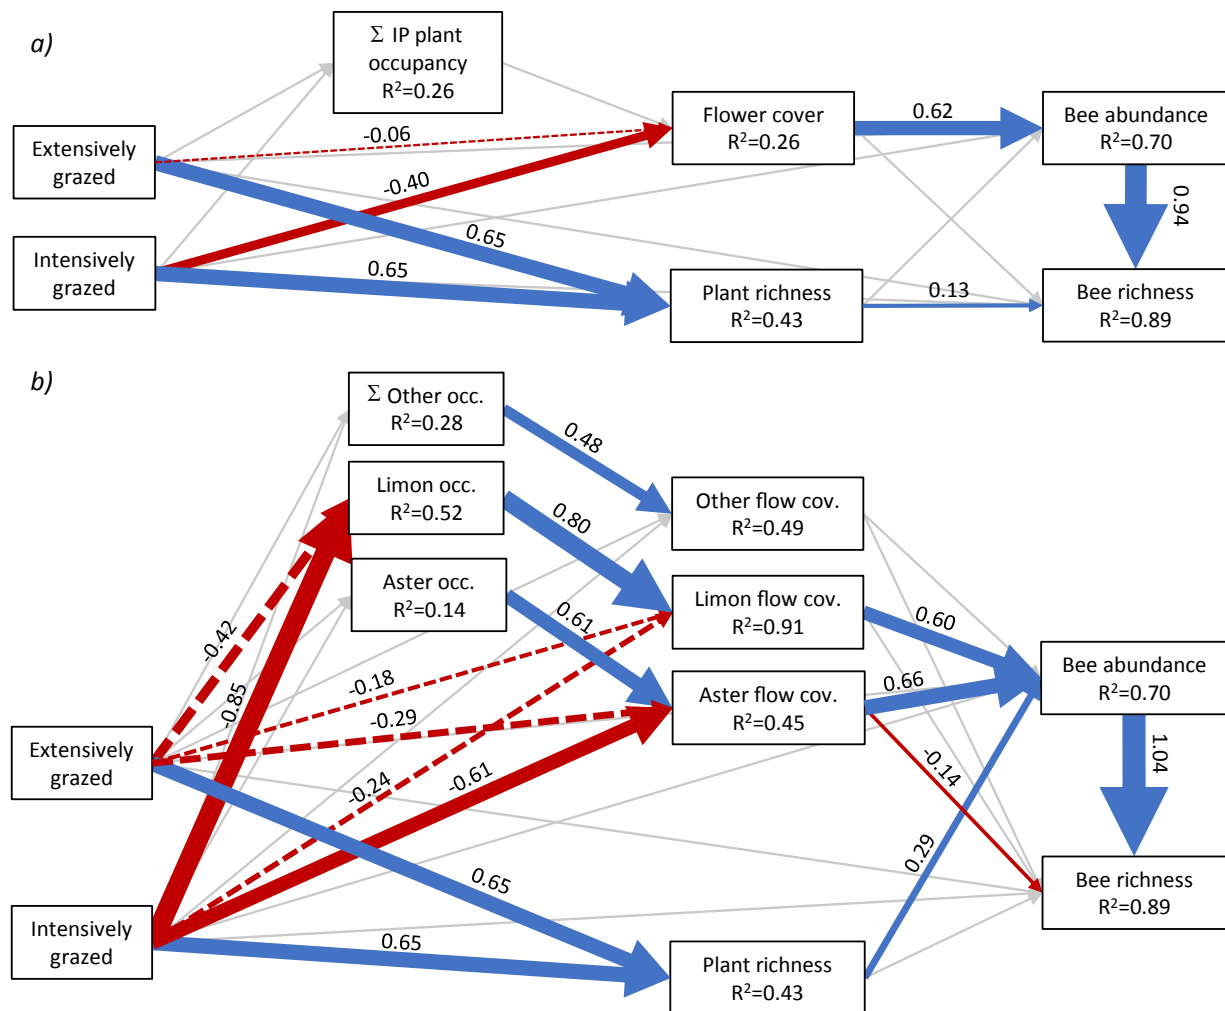 a)
Σ IP plant
occupancy
R²=0.26
Extensively
grazed
Intensively
grazed
-0.06
-0.40
0.65
0.65
Flower cover
R²=0.26
Plant richness
R²=0.43
0.62
0.13
Bee abundance
R²=0.70
0.94
Bee richness
R²=0.89
b)
Σ Other occ.
R²=0.28
Limon occ.
R²=0.52
Aster occ.
R²=0.14
0.48
0.80
0.61
Other flow cov.
R²=0.49
Limon flow cov.
R²=0.91
Aster flow cov.
R²=0.45
-0.42
-0.85
-0.18
-0.29
-0.24
-0.61
Extensively
grazed
Intensively
grazed
0.65
0.65
Plant richness
R²=0.43
0.60
0.66
-0.14
0.29
Bee abundance
R²=0.70
1.04
Bee richness
R²=0.89